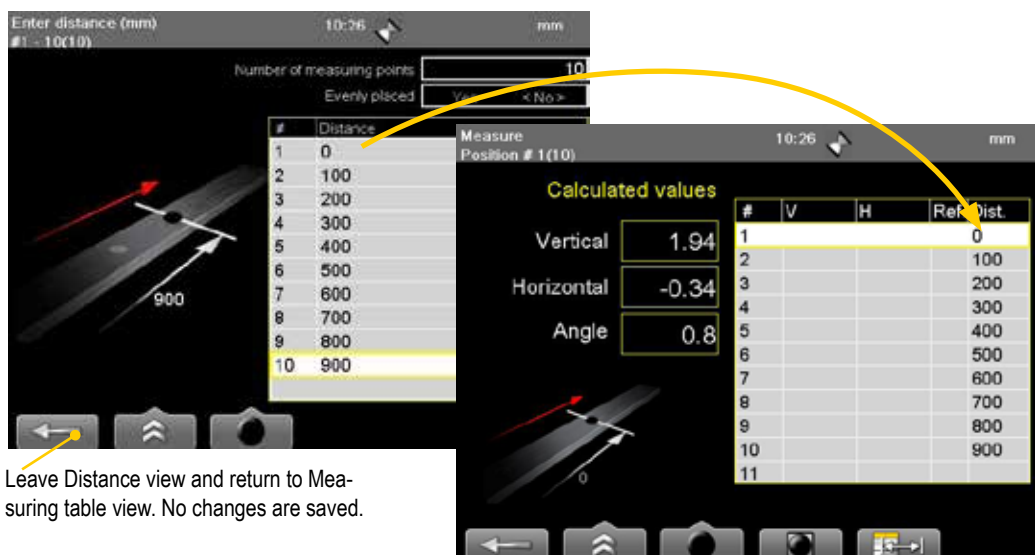 Enter distance (mm) 10:26 mm
#1 - 10(10)
Number of measuring points 10
Evenly placed Yes < No >
# Distance
1 0
2 100
3 200
4 300
5 400
6 500
7 600
8 700
9 800
10 900
900
Leave Distance view and return to Mea-
suring table view. No changes are saved.
Measure 10:26 mm
Position # 1(10)
Calculated values
Vertical 1.94
Horizontal -0.34
Angle 0.8
# V H Ref Dist.
1 0
2 100
3 200
4 300
5 400
6 500
7 600
8 700
9 800
10 900
11
0